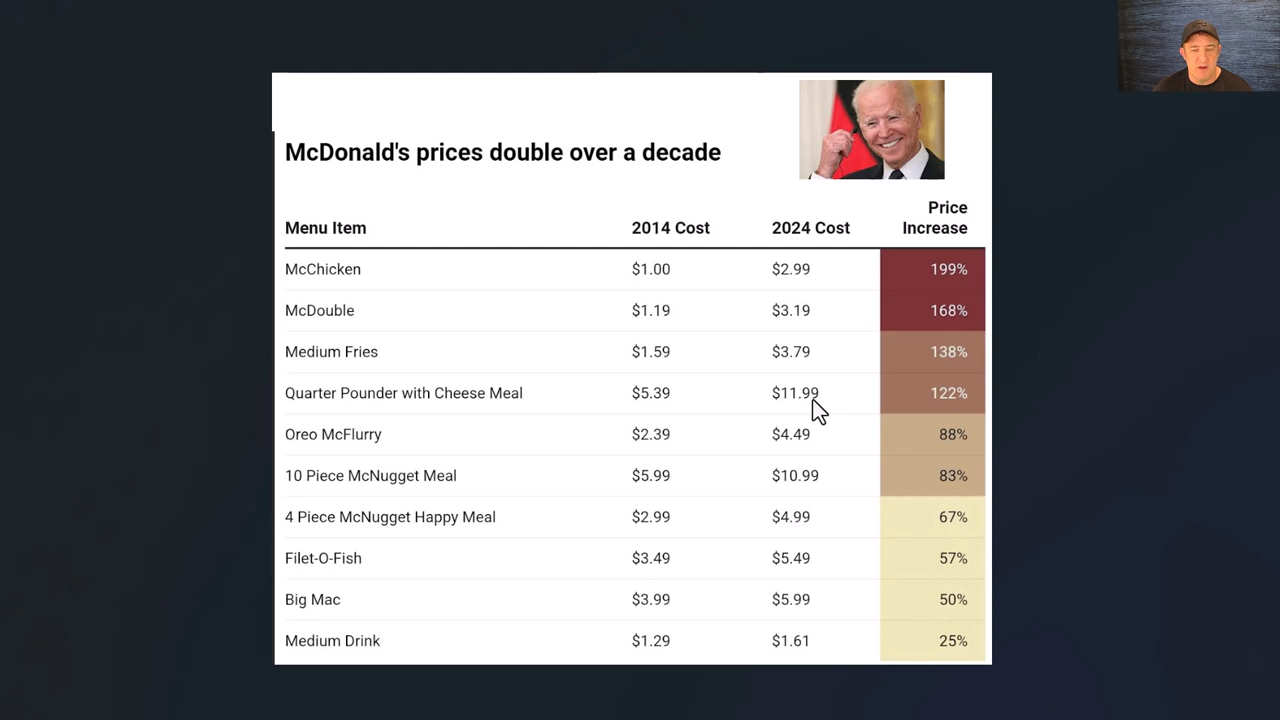 McDonald's prices double over a decade
Menu Item 2014 Cost 2024 Cost Price Increase
McChicken $1.00 $2.99 199%
McDouble $1.19 $3.19 168%
Medium Fries $1.59 $3.79 138%
Quarter Pounder with Cheese Meal $5.39 $11.99 122%
Oreo McFlurry $2.39 $4.49 88%
10 Piece McNugget Meal $5.99 $10.99 83%
4 Piece McNugget Happy Meal $2.99 $4.99 67%
Filet-O-Fish $3.49 $5.49 57%
Big Mac $3.99 $5.99 50%
Medium Drink $1.29 $1.61 25%